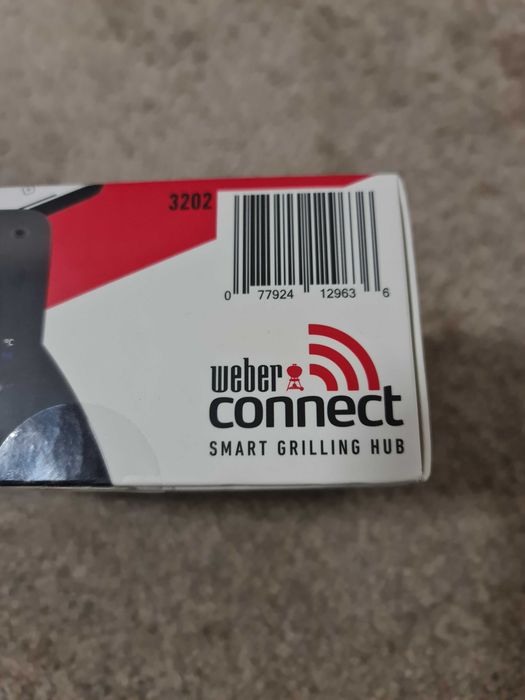 3202
0 77924 12963 6
weber
connect
SMART GRILLING HUB
°C